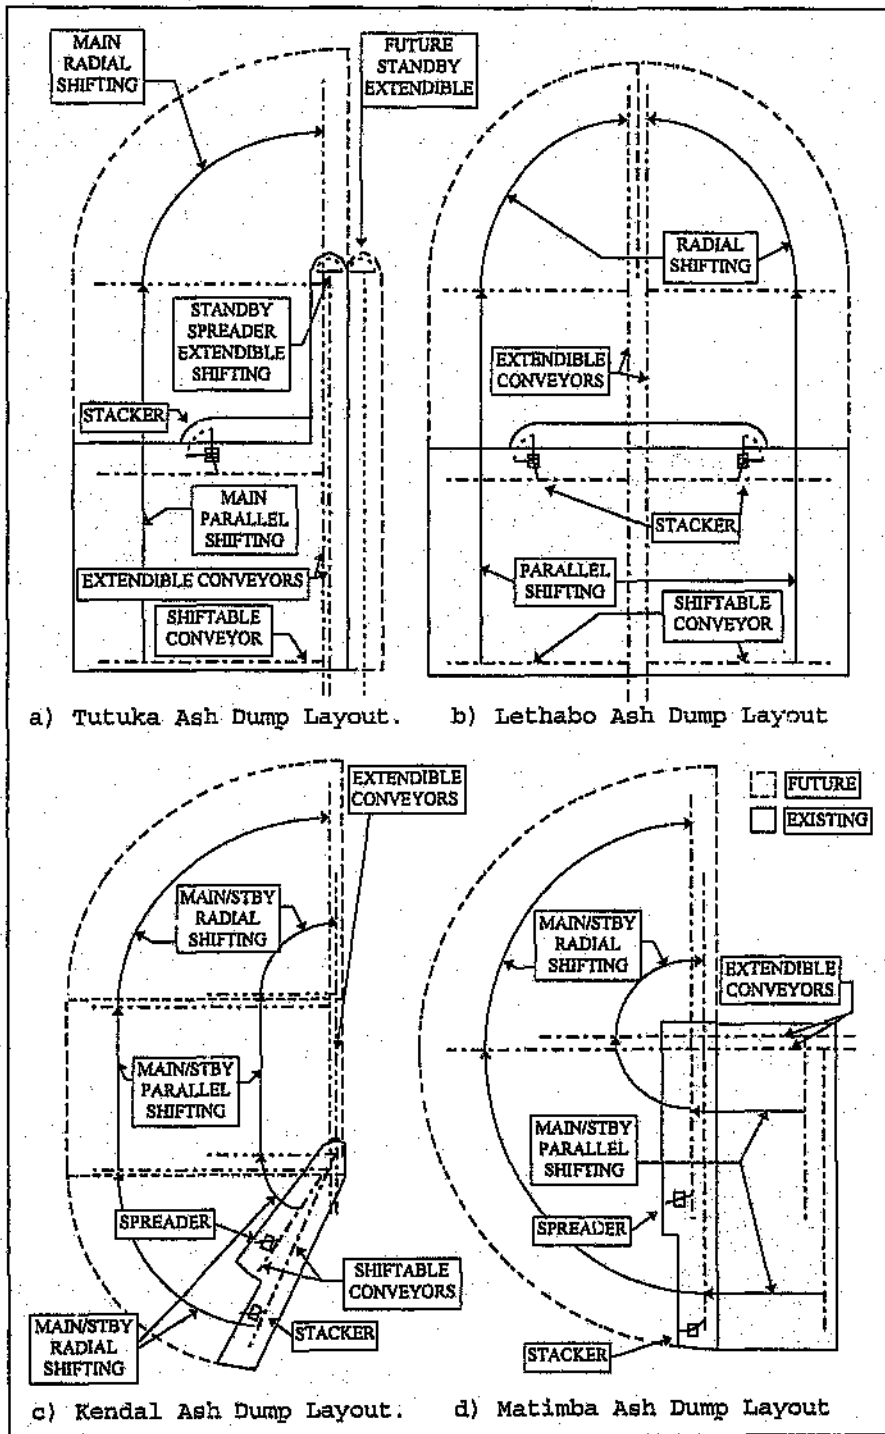 MAIN
RADIAL
SHIFTING
FUTURE
STANDBY
EXTENDIBLE
STANDBY
SPREADER
EXTENDIBLE
SHIFTING
STACKER
MAIN
PARALLEL
SHIFTING
EXTENDIBLE CONVEYORS
SHIFTABLE
CONVEYOR
a) Tutuka Ash Dump Layout.
RADIAL
SHIFTING
EXTENDIBLE
CONVEYORS
STACKER
PARALLEL
SHIFTING
SHIFTABLE
CONVEYOR
b) Lethabo Ash Dump Layout
EXTENDIBLE
CONVEYORS
MAIN/STBY
RADIAL
SHIFTING
MAIN/STBY
PARALLEL
SHIFTING
SPREADER
SHIFTABLE
CONVEYORS
MAIN/STBY
RADIAL
SHIFTING
STACKER
c) Kendal Ash Dump Layout.
FUTURE
EXISTING
MAIN/STBY
RADIAL
SHIFTING
EXTENDIBLE
CONVEYORS
MAIN/STBY
PARALLEL
SHIFTING
SPREADER
STACKER
d) Matimba Ash Dump Layout